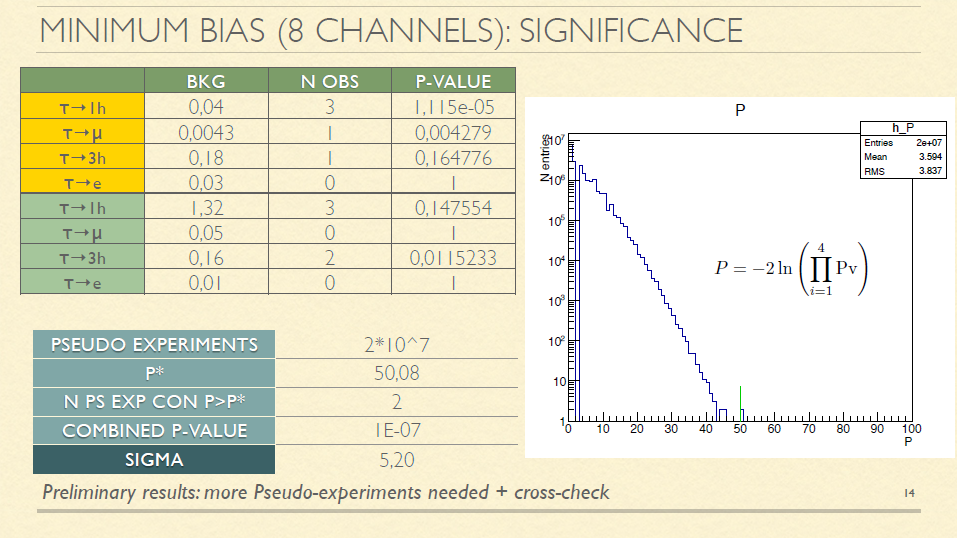 MINIMUM BIAS (8 CHANNELS): SIGNIFICANCE
BKG N OBS P-VALUE
τ→1h 0,04 3 1,115e-05
τ→μ 0,0043 1 0,004279
τ→3h 0,18 1 0,164776
τ→e 0,03 0 1
τ→1h 1,32 3 0,147554
τ→μ 0,05 0 1
τ→3h 0,16 2 0,0115233
τ→e 0,01 0 1
PSEUDO EXPERIMENTS 2*10^7
P* 50,08
N PS EXP CON P>P* 2
COMBINED P-VALUE 1E-07
SIGMA 5,20
P
h_P
Entries 2e+07
Mean 3.594
RMS 3.837
N entries
10^7
10^6
10^5
10^4
10^3
10^2
10
1
P = −2 ln (∏_{i=1}^{4} Pv)
0 10 20 30 40 50 60 70 80 90 100
P
Preliminary results: more Pseudo-experiments needed + cross-check
14